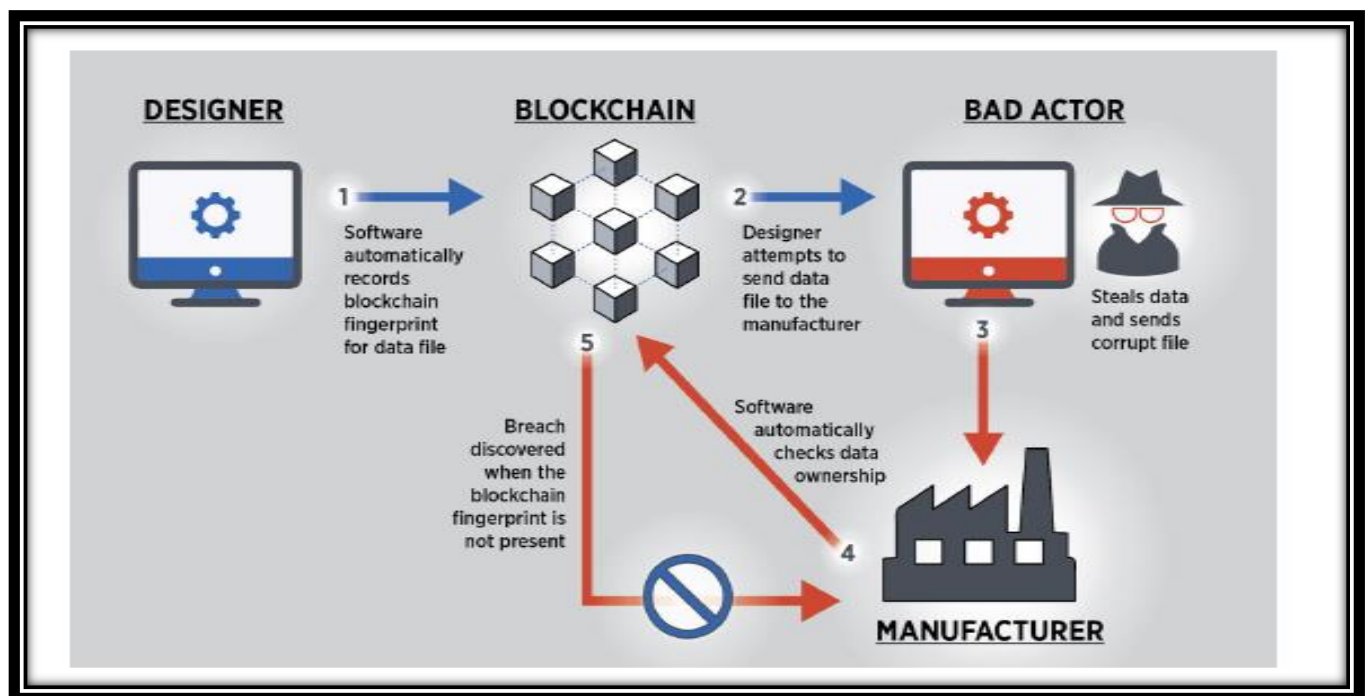 DESIGNER
BLOCKCHAIN
BAD ACTOR
1
Software
automatically
records
blockchain
fingerprint
for data file
2
Designer
attempts to
send data
file to the
manufacturer
Steals data
and sends
corrupt file
3
5
Breach
discovered
when the
blockchain
fingerprint is
not present
Software
automatically
checks data
ownership
4
MANUFACTURER